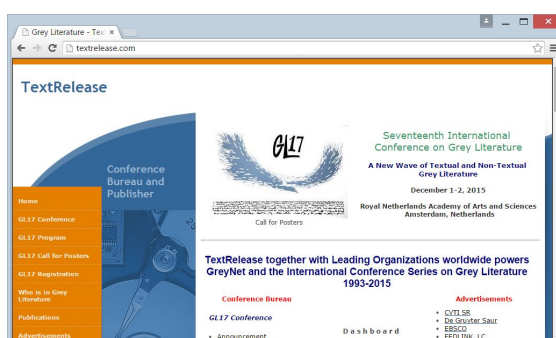 Grey Literature - Tex
textrelease.com
TextRelease
Conference
Bureau and
Publisher
Home
GL17 Conference
GL17 Program
GL17 Call for Posters
GL17 Registration
Who is in Grey
Literature
Publications
Advertisements
GL17
Call for Posters
Seventeenth International
Conference on Grey Literature
A New Wave of Textual and Non-Textual
Grey Literature
December 1-2, 2015
Royal Netherlands Academy of Arts and Sciences
Amsterdam, Netherlands
TextRelease together with Leading Organizations worldwide powers
GreyNet and the International Conference Series on Grey Literature
1993-2015
Conference Bureau
GL17 Conference
Announcement
Dashboard
Advertisements
CVTI SR
De Gruyter Saur
EBSCO
FEDLINK, LC